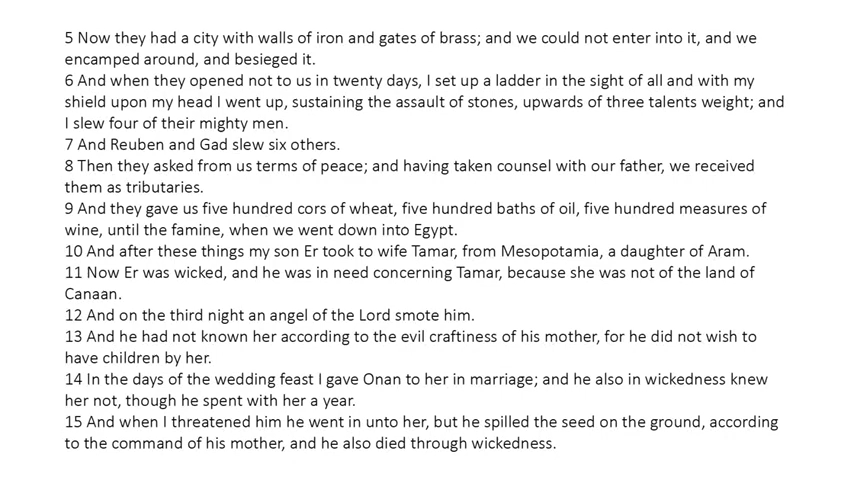 5 Now they had a city with walls of iron and gates of brass; and we could not enter into it, and we
encamped around, and besieged it.
6 And when they opened not to us in twenty days, I set up a ladder in the sight of all and with my
shield upon my head I went up, sustaining the assault of stones, upwards of three talents weight; and
I slew four of their mighty men.
7 And Reuben and Gad slew six others.
8 Then they asked from us terms of peace; and having taken counsel with our father, we received
them as tributaries.
9 And they gave us five hundred cors of wheat, five hundred baths of oil, five hundred measures of
wine, until the famine, when we went down into Egypt.
10 And after these things my son Er took to wife Tamar, from Mesopotamia, a daughter of Aram.
11 Now Er was wicked, and he was in need concerning Tamar, because she was not of the land of
Canaan.
12 And on the third night an angel of the Lord smote him.
13 And he had not known her according to the evil craftiness of his mother, for he did not wish to
have children by her.
14 In the days of the wedding feast I gave Onan to her in marriage; and he also in wickedness knew
her not, though he spent with her a year.
15 And when I threatened him he went in unto her, but he spilled the seed on the ground, according
to the command of his mother, and he also died through wickedness.